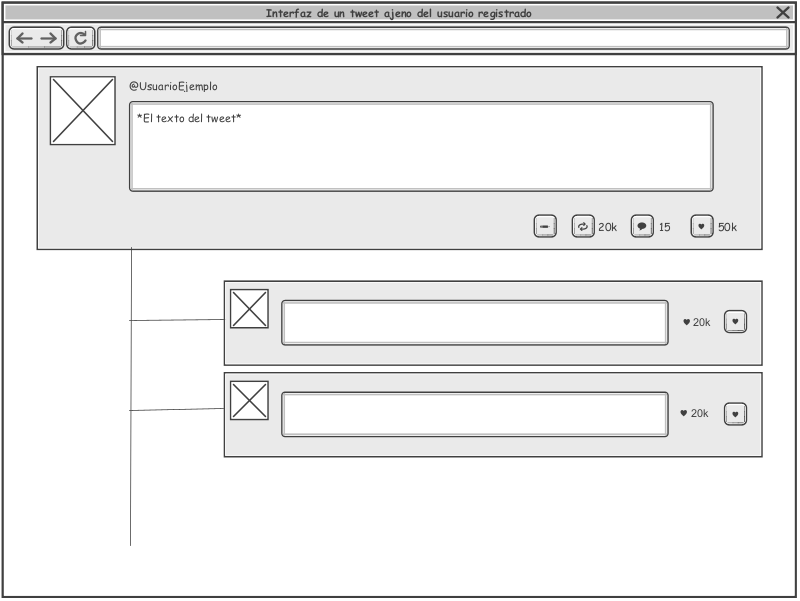 Interfaz de un tweet ajeno del usuario registrado
@UsuarioEjemplo
*El texto del tweet*
20k 15 50k
20k
20k